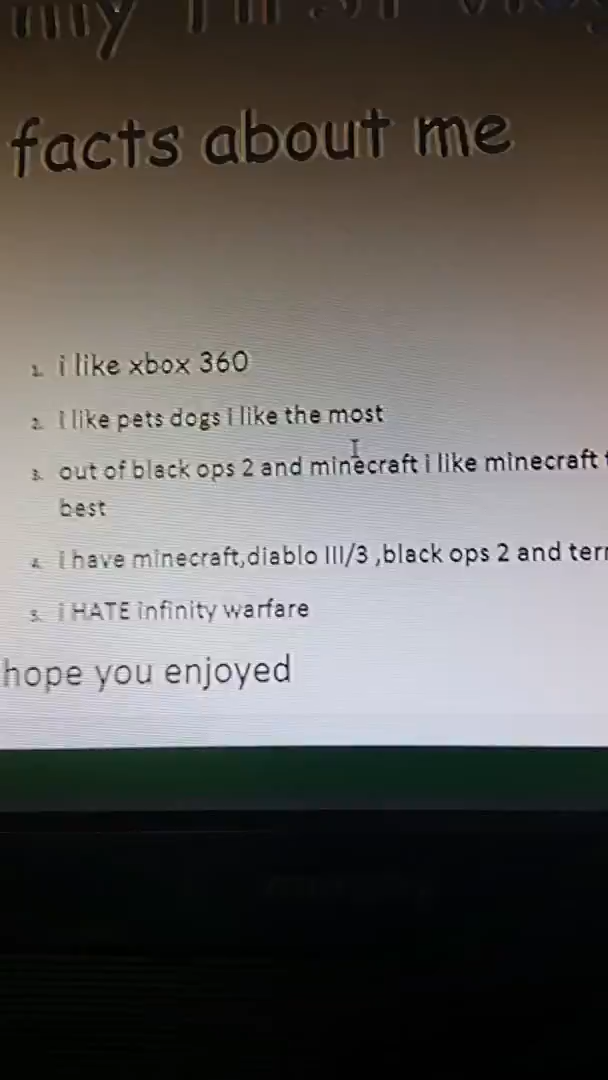 my first
facts about me
1. i like xbox 360
2. i like pets dogs i like the most
3. out of black ops 2 and minecraft i like minecraft
best
4. i have minecraft,diablo III/3 ,black ops 2 and
5. i HATE infinity warfare
hope you enjoyed